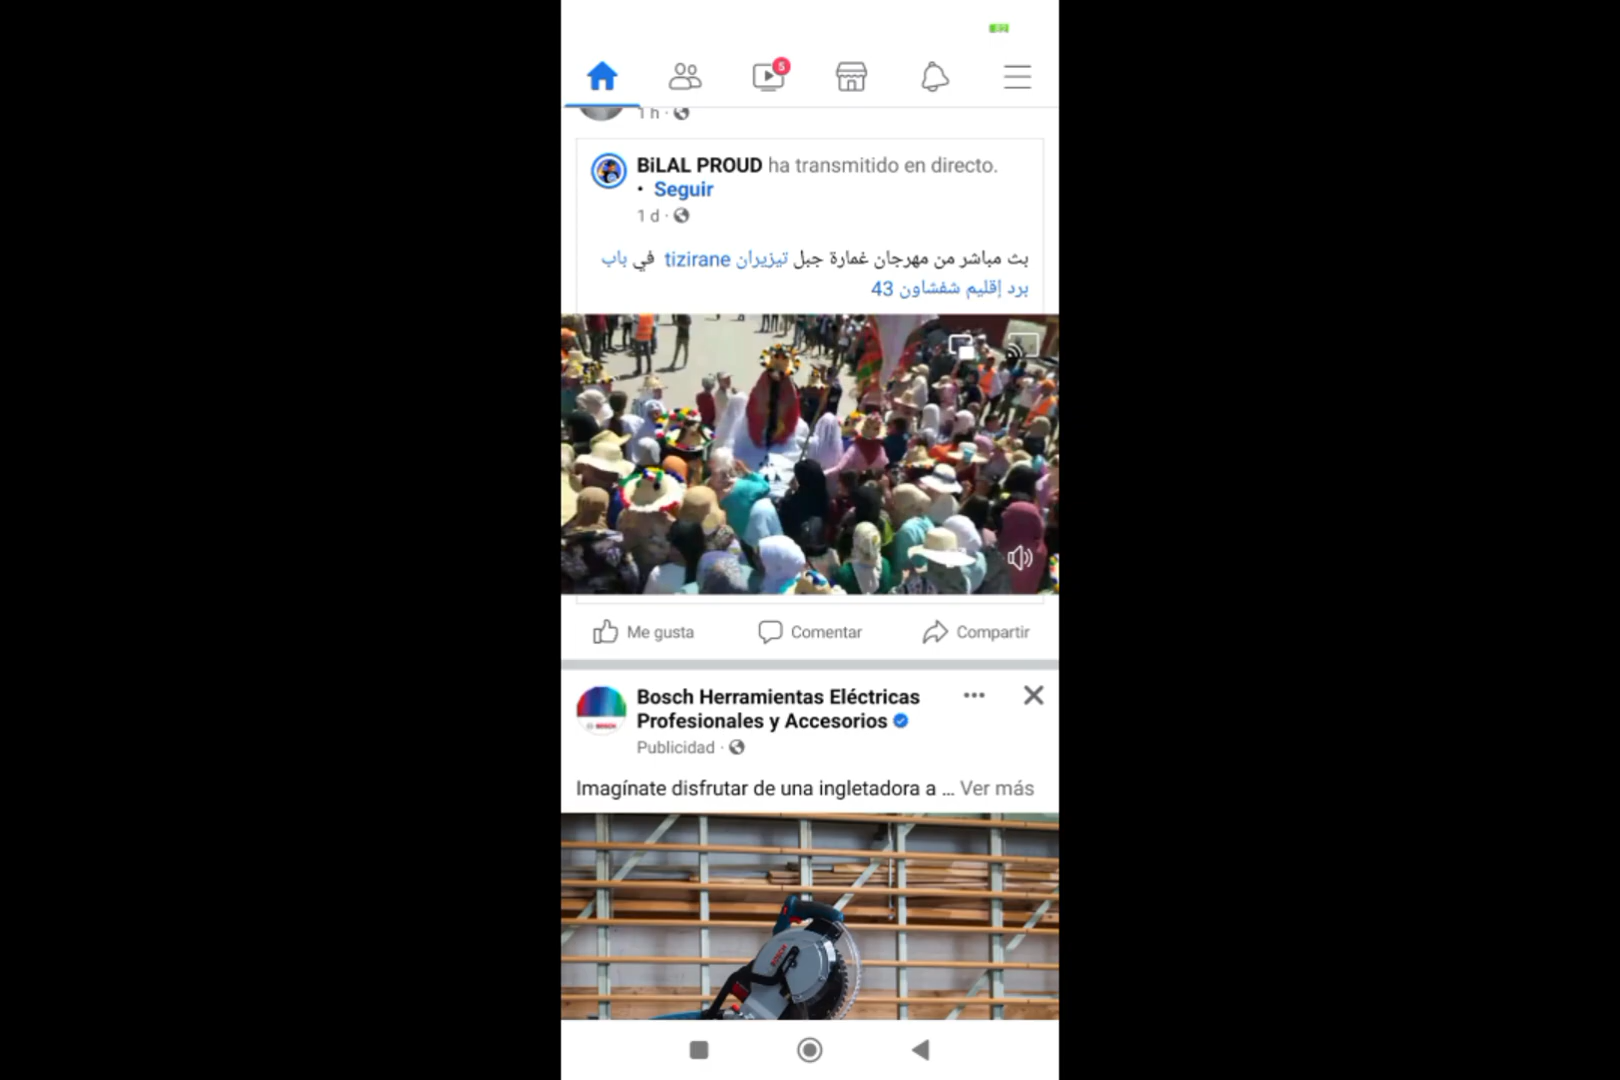 5
1 h ·
BiLAL PROUD ha transmitido en directo.
• Seguir
1 d ·
بث مباشر من مهرجان غمارة جبل تيزيران tizirane في باب
برد إقليم شفشاون 43
Me gusta
Comentar
Compartir
Bosch Herramientas Eléctricas
Profesionales y Accesorios
Publicidad ·
BOSCH
Imagínate disfrutar de una ingletadora a ... Ver más
BOSCH